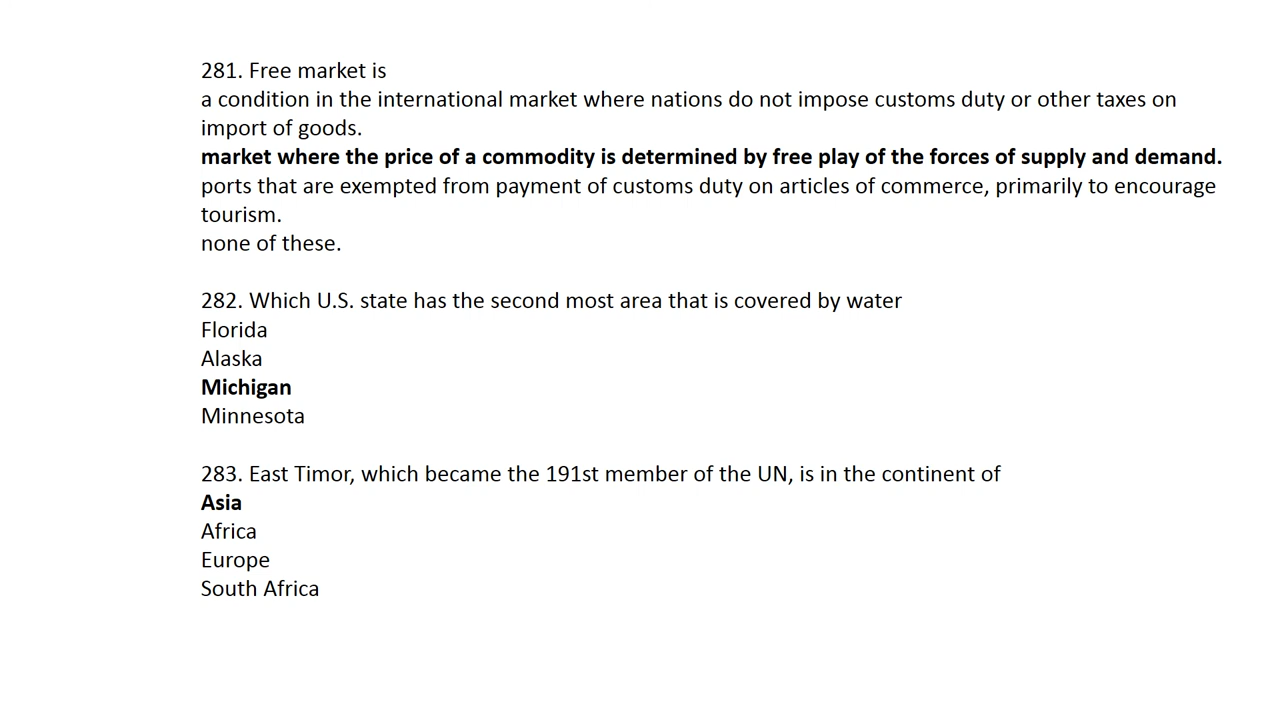 281. Free market is
a condition in the international market where nations do not impose customs duty or other taxes on
import of goods.
market where the price of a commodity is determined by free play of the forces of supply and demand.
ports that are exempted from payment of customs duty on articles of commerce, primarily to encourage
tourism.
none of these.
282. Which U.S. state has the second most area that is covered by water
Florida
Alaska
Michigan
Minnesota
283. East Timor, which became the 191st member of the UN, is in the continent of
Asia
Africa
Europe
South Africa